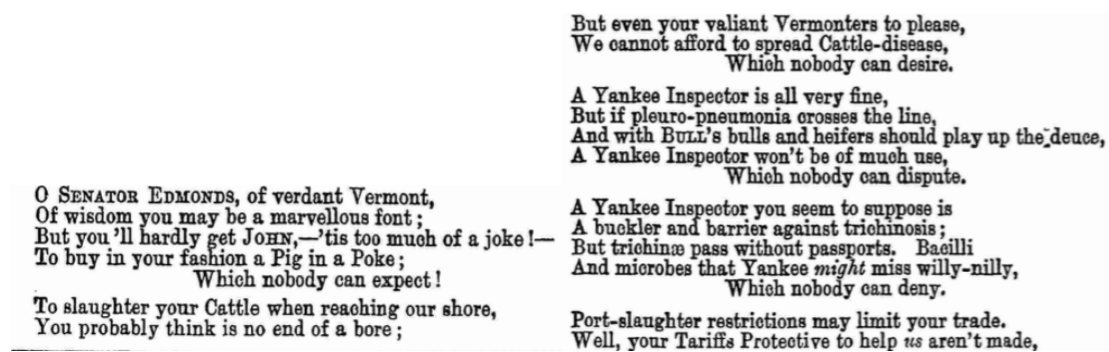 O SENATOR EDMONDS, of verdant Vermont,
Of wisdom you may be a marvellous font;
But you'll hardly get JOHN,—'tis too much of a joke!—
To buy in your fashion a Pig in a Poke;
Which nobody can expect!
To slaughter your Cattle when reaching our shore,
You probably think is no end of a bore;
But even your valiant Vermonters to please,
We cannot afford to spread Cattle-disease,
Which nobody can desire.
A Yankee Inspector is all very fine,
But if pleuro-pneumonia crosses the line,
And with BULL's bulls and heifers should play up the deuce,
A Yankee Inspector won't be of much use,
Which nobody can dispute.
A Yankee Inspector you seem to suppose is
A buckler and barrier against trichinosis;
But trichinæ pass without passports. Bacilli
And microbes that Yankee might miss willy-nilly,
Which nobody can deny.
Port-slaughter restrictions may limit your trade.
Well, your Tariffs Protective to help us aren't made,